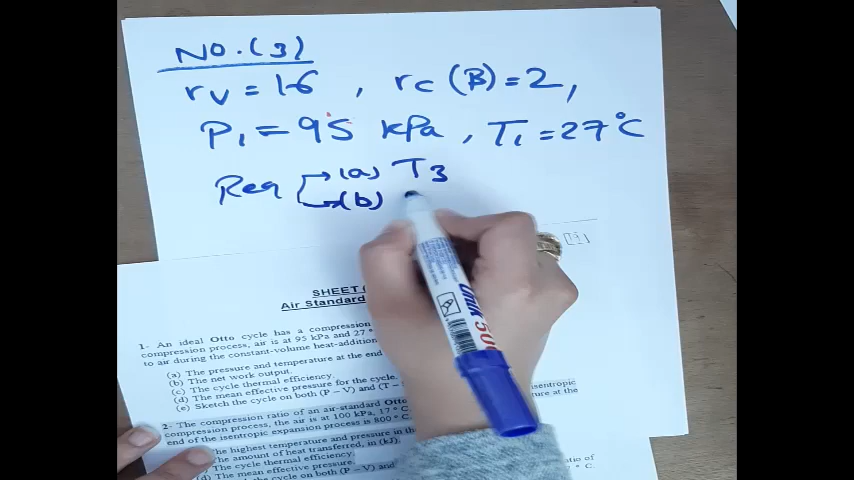 NO.(3)
rv = 16 , rc (B) = 2 ,
P1 = 95 kPa , T1 = 27°C
Req (a) T3
(b)
SHEET
Air Standard
1- An ideal Otto cycle has a compression
compression process, air is at 95 kPa and 27
to air during the constant-volume heat-addition
(a) The pressure and temperature at the end
(b) The net work output.
(c) The cycle thermal efficiency.
(d) The mean effective pressure for the cycle.
(e) Sketch the cycle on both (P – V) and (T –
2- The compression ratio of an air-standard Otto isentropic
compression process, the air is at 100 kPa, 17 ° C at the
end of the isentropic expansion process is 800 ° C.
The highest temperature and pressure in the
The amount of heat transferred, in (kJ).
The cycle thermal efficiency.
The mean effective pressure. ratio of
cycle on both (P – V) and ° C.
UNIK 50